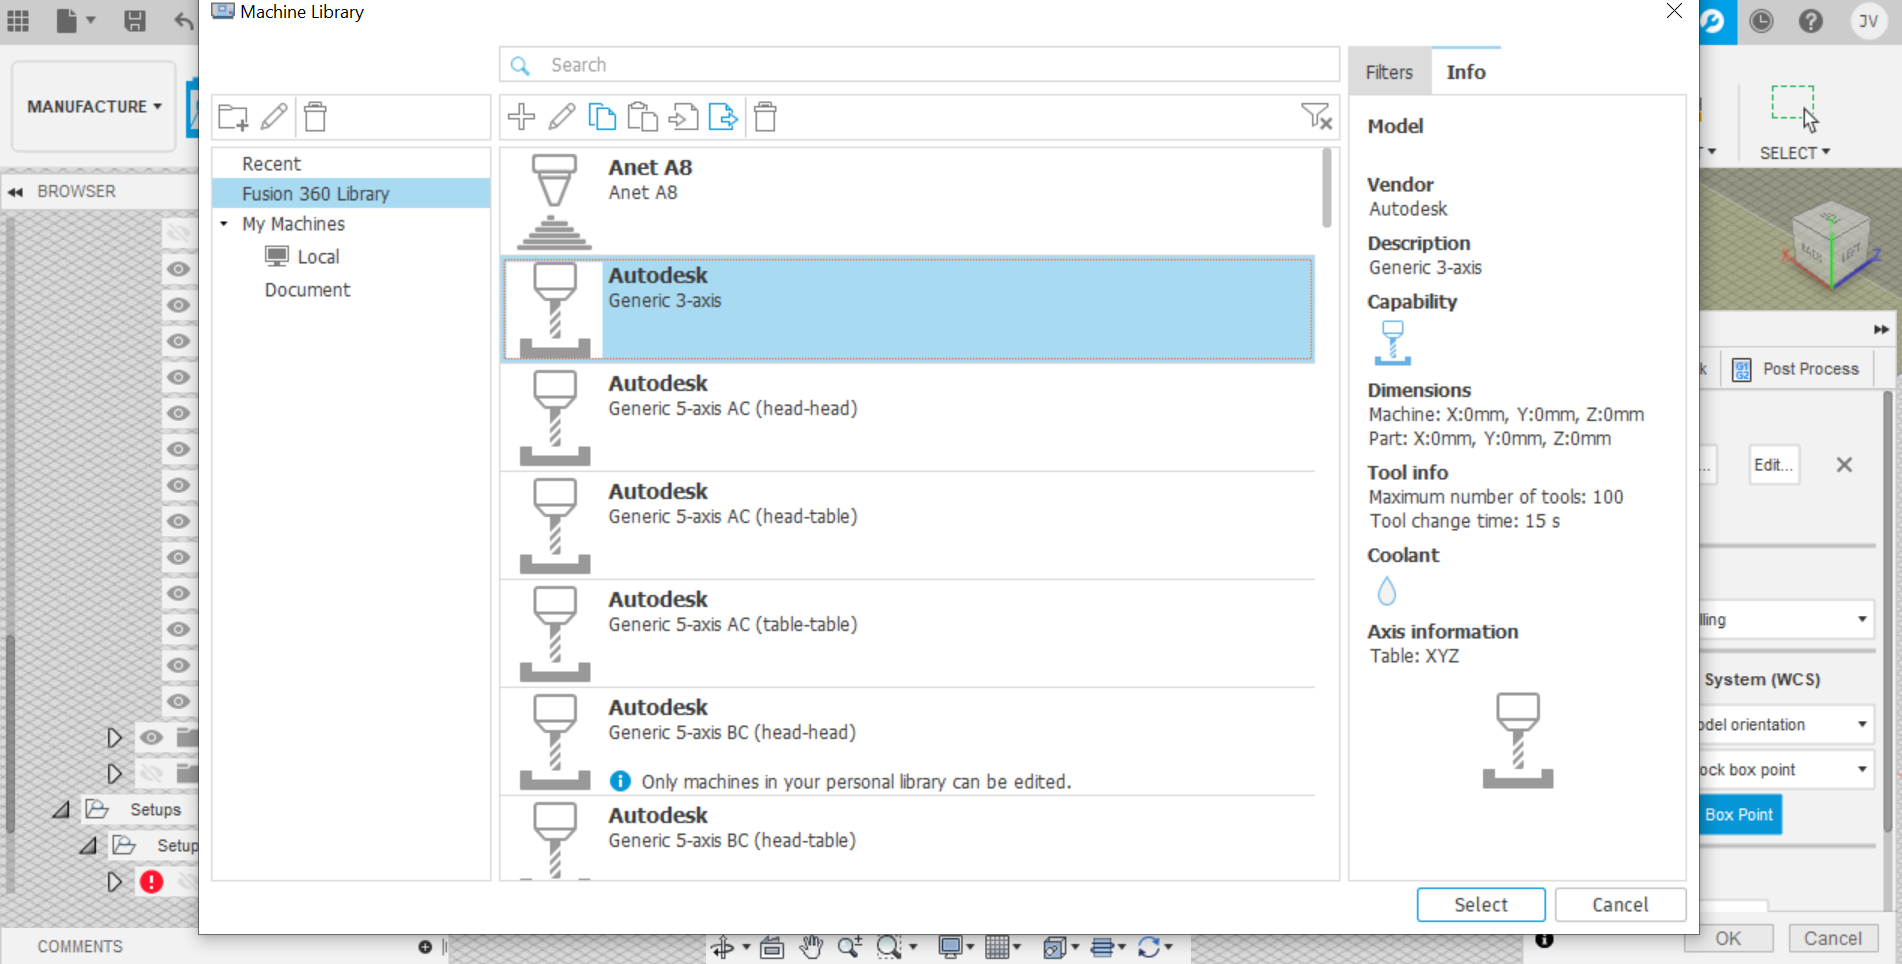 Machine Library
JV
MANUFACTURE
Search
Filters
Info
SELECT
BROWSER
Recent
Fusion 360 Library
My Machines
Local
Document
Anet A8
Anet A8
Autodesk
Generic 3-axis
Autodesk
Generic 5-axis AC (head-head)
Autodesk
Generic 5-axis AC (head-table)
Autodesk
Generic 5-axis AC (table-table)
Autodesk
Generic 5-axis BC (head-head)
Only machines in your personal library can be edited.
Autodesk
Generic 5-axis BC (head-table)
Model
Vendor
Autodesk
Description
Generic 3-axis
Capability
Dimensions
Machine: X:0mm, Y:0mm, Z:0mm
Part: X:0mm, Y:0mm, Z:0mm
Tool info
Maximum number of tools: 100
Tool change time: 15 s
Coolant
Axis information
Table: XYZ
Select
Cancel
TOP
BACK
LEFT
X
Z
G1
G2
Post Process
Edit...
lling
System (WCS)
odel orientation
ock box point
Box Point
Setups
Setup
COMMENTS
OK
Cancel